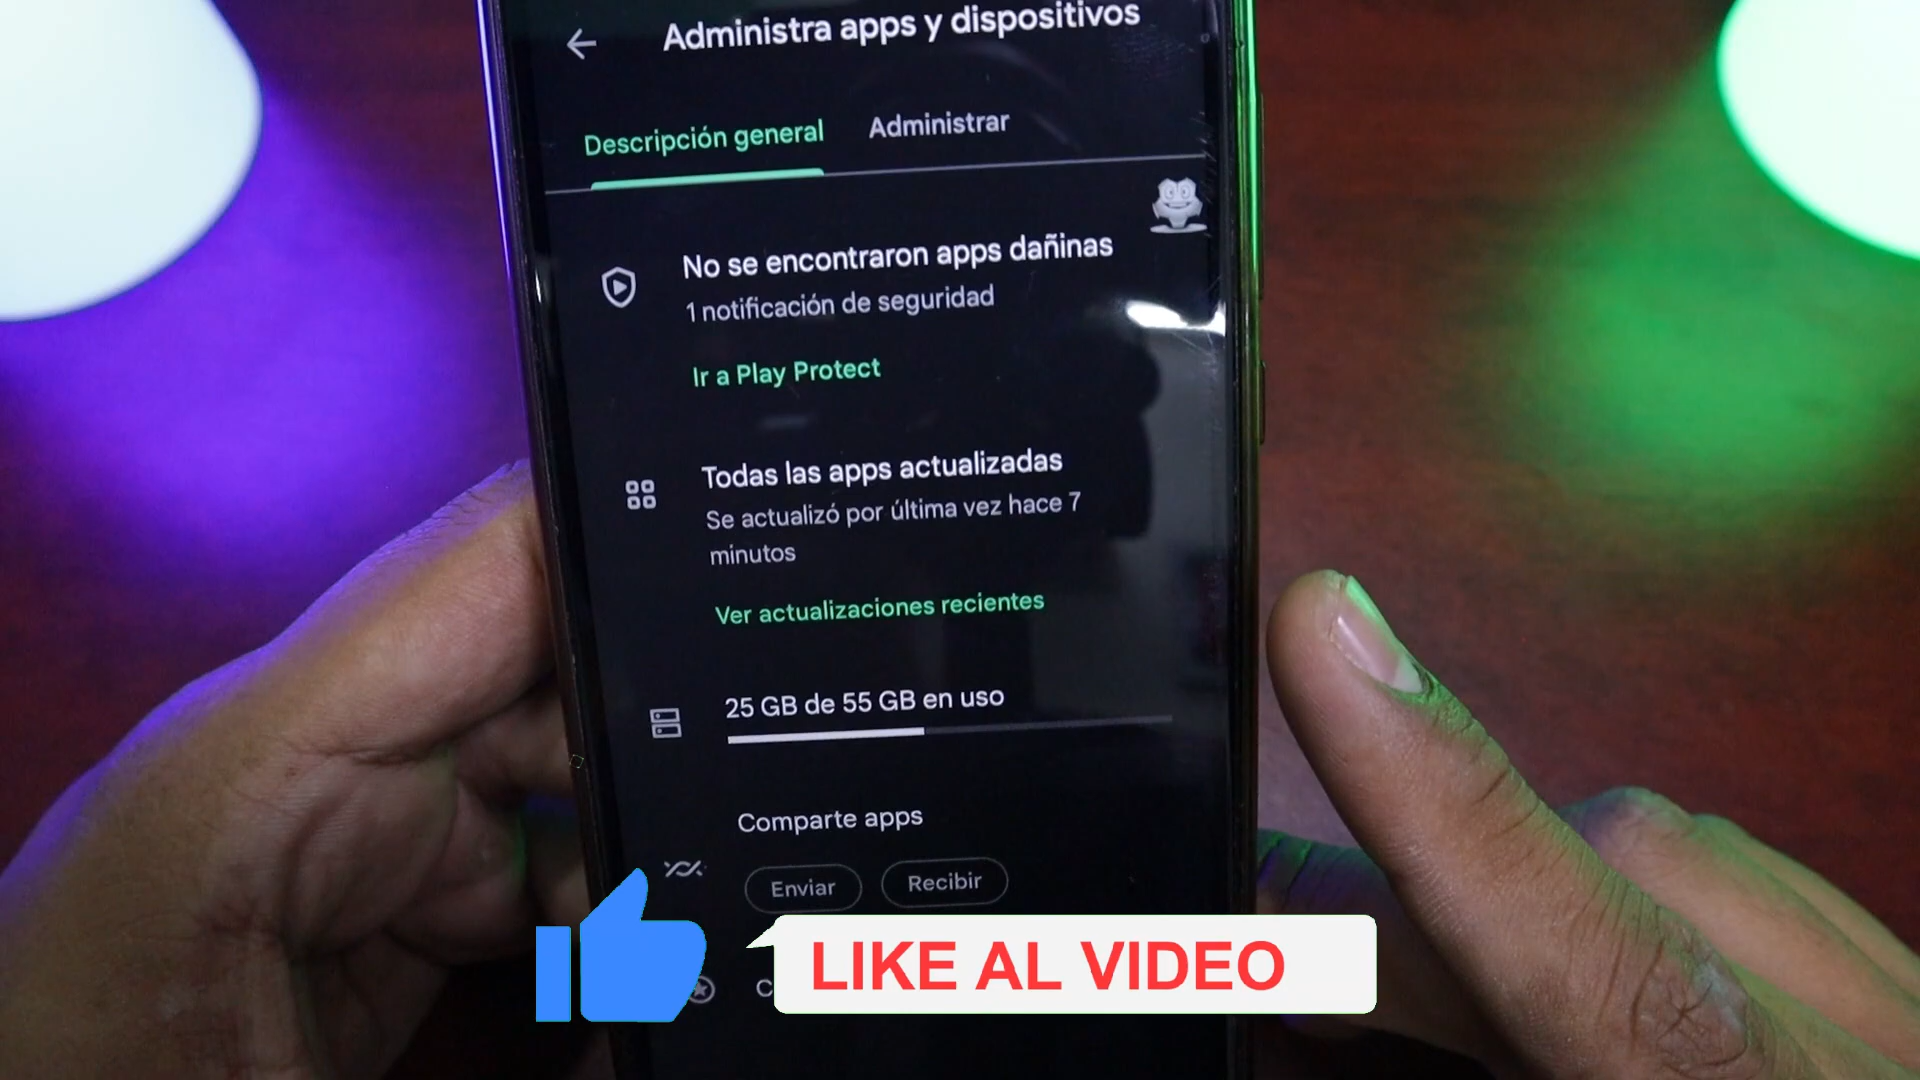 Administra apps y dispositivos
Descripción general
Administrar
No se encontraron apps dañinas
1 notificación de seguridad
Ir a Play Protect
Todas las apps actualizadas
Se actualizó por última vez hace 7
minutos
Ver actualizaciones recientes
25 GB de 55 GB en uso
Comparte apps
Enviar
Recibir
LIKE AL VIDEO